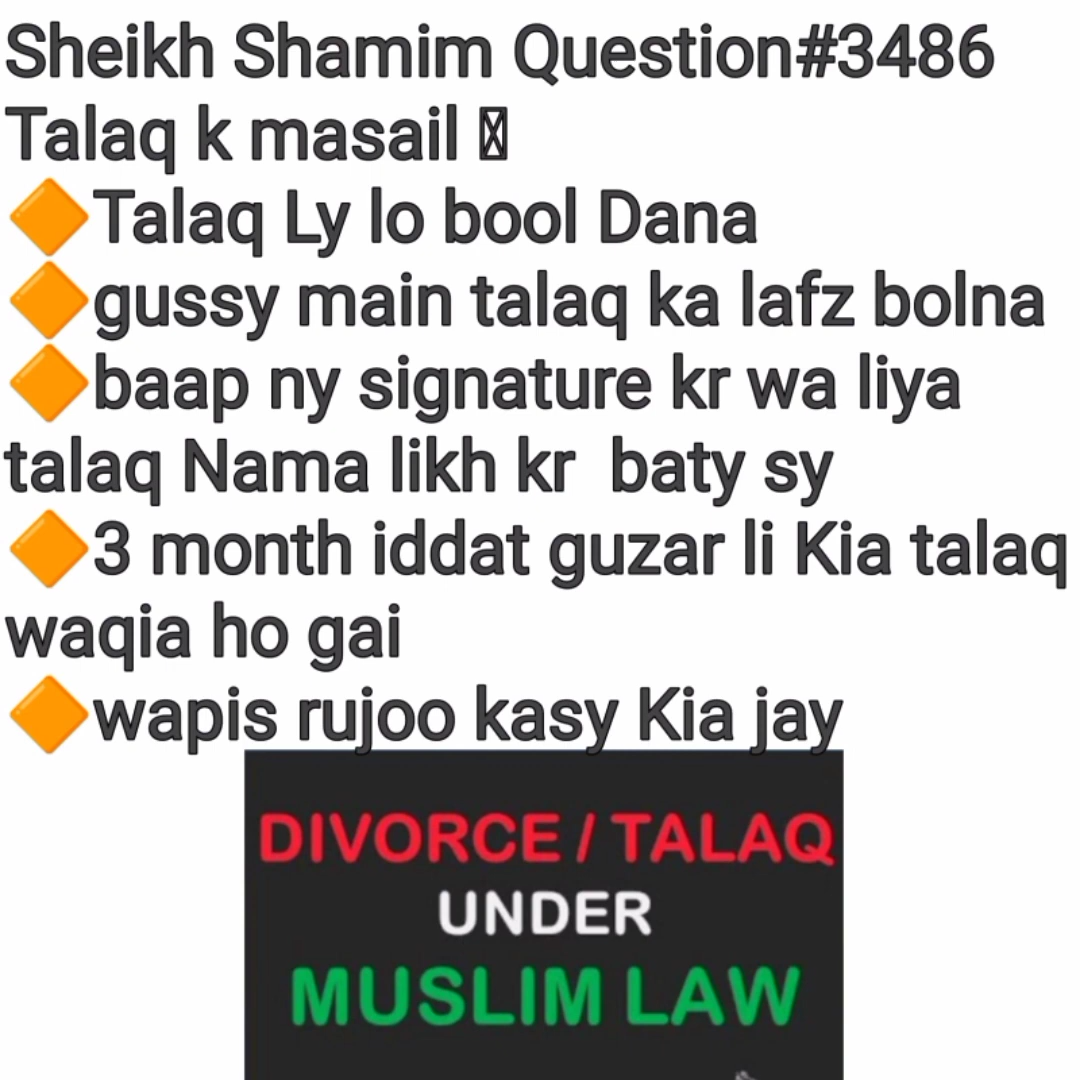 Sheikh Shamim Question#3486
Talaq k masail
🔶Talaq Ly lo bool Dana
🔶gussy main talaq ka lafz bolna
🔶baap ny signature kr wa liya
talaq Nama likh kr  baty sy
🔶3 month iddat guzar li Kia talaq
waqia ho gai
🔶wapis rujoo kasy Kia jay
DIVORCE / TALAQ
UNDER
MUSLIM LAW